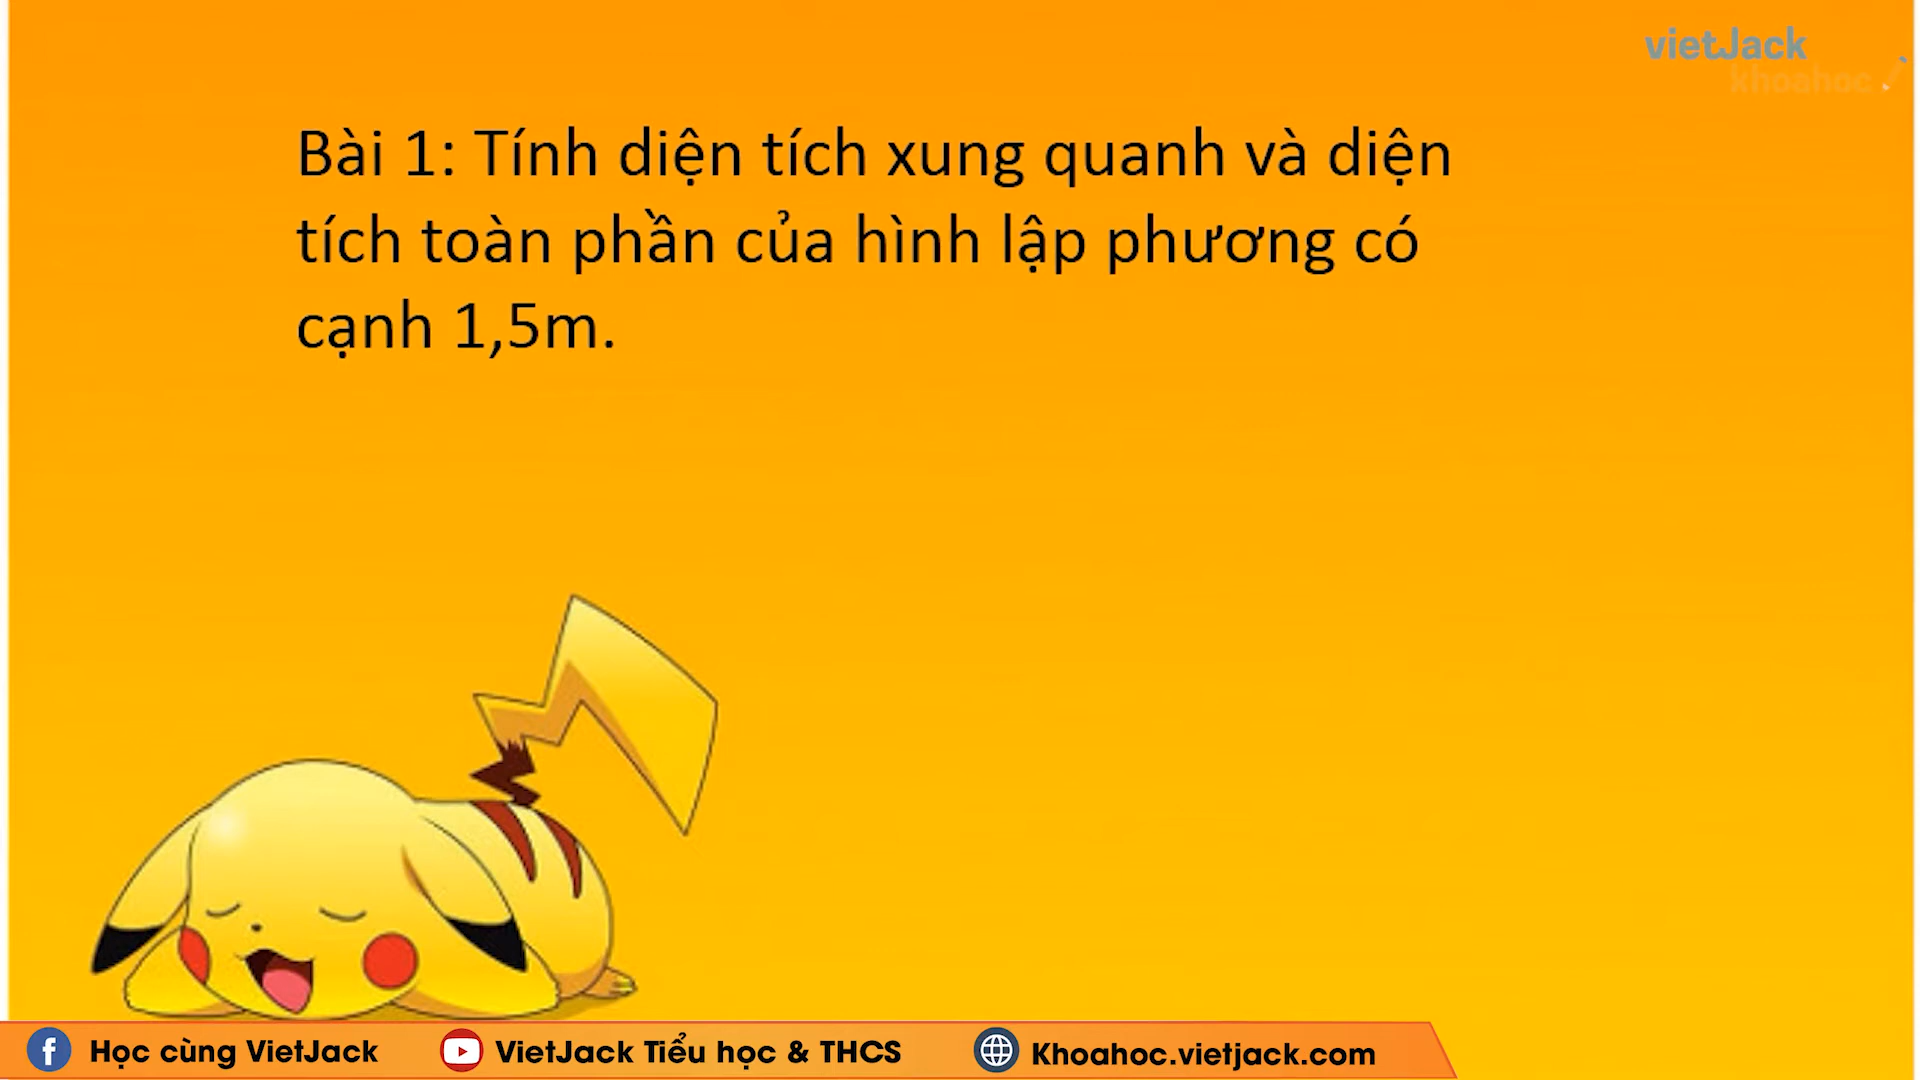 vietJack
khoahoc
Bài 1: Tính diện tích xung quanh và diện
tích toàn phần của hình lập phương có
cạnh 1,5m.
Học cùng VietJack
VietJack Tiểu học & THCS
Khoahoc.vietjack.com